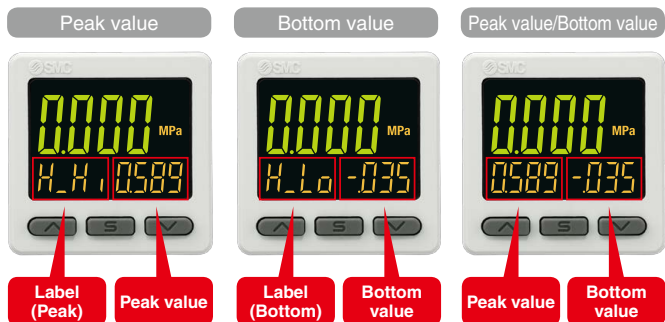 Peak value
Bottom value
Peak value/Bottom value
SMC
SMC
SMC
0.000 MPa
0.000 MPa
0.000 MPa
H_Hi 0.589
H_Lo -.035
0.589 -.035
S
S
S
Label
(Peak)
Peak value
Label
(Bottom)
Bottom
value
Peak value
Bottom
value